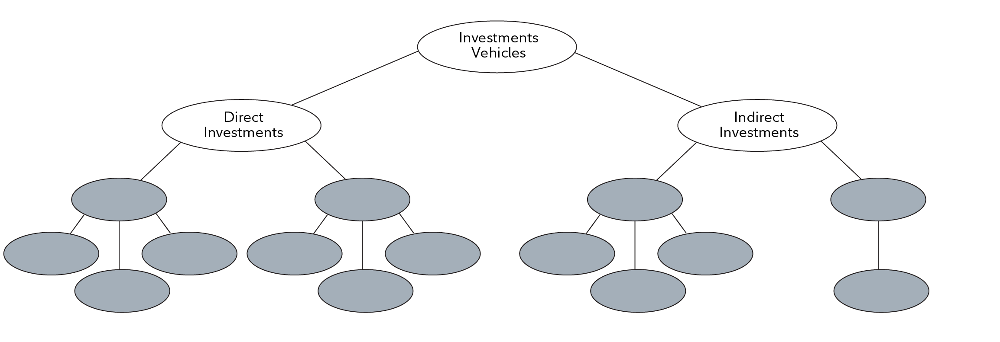 Investments
Vehicles
Direct
Investments
Indirect
Investments